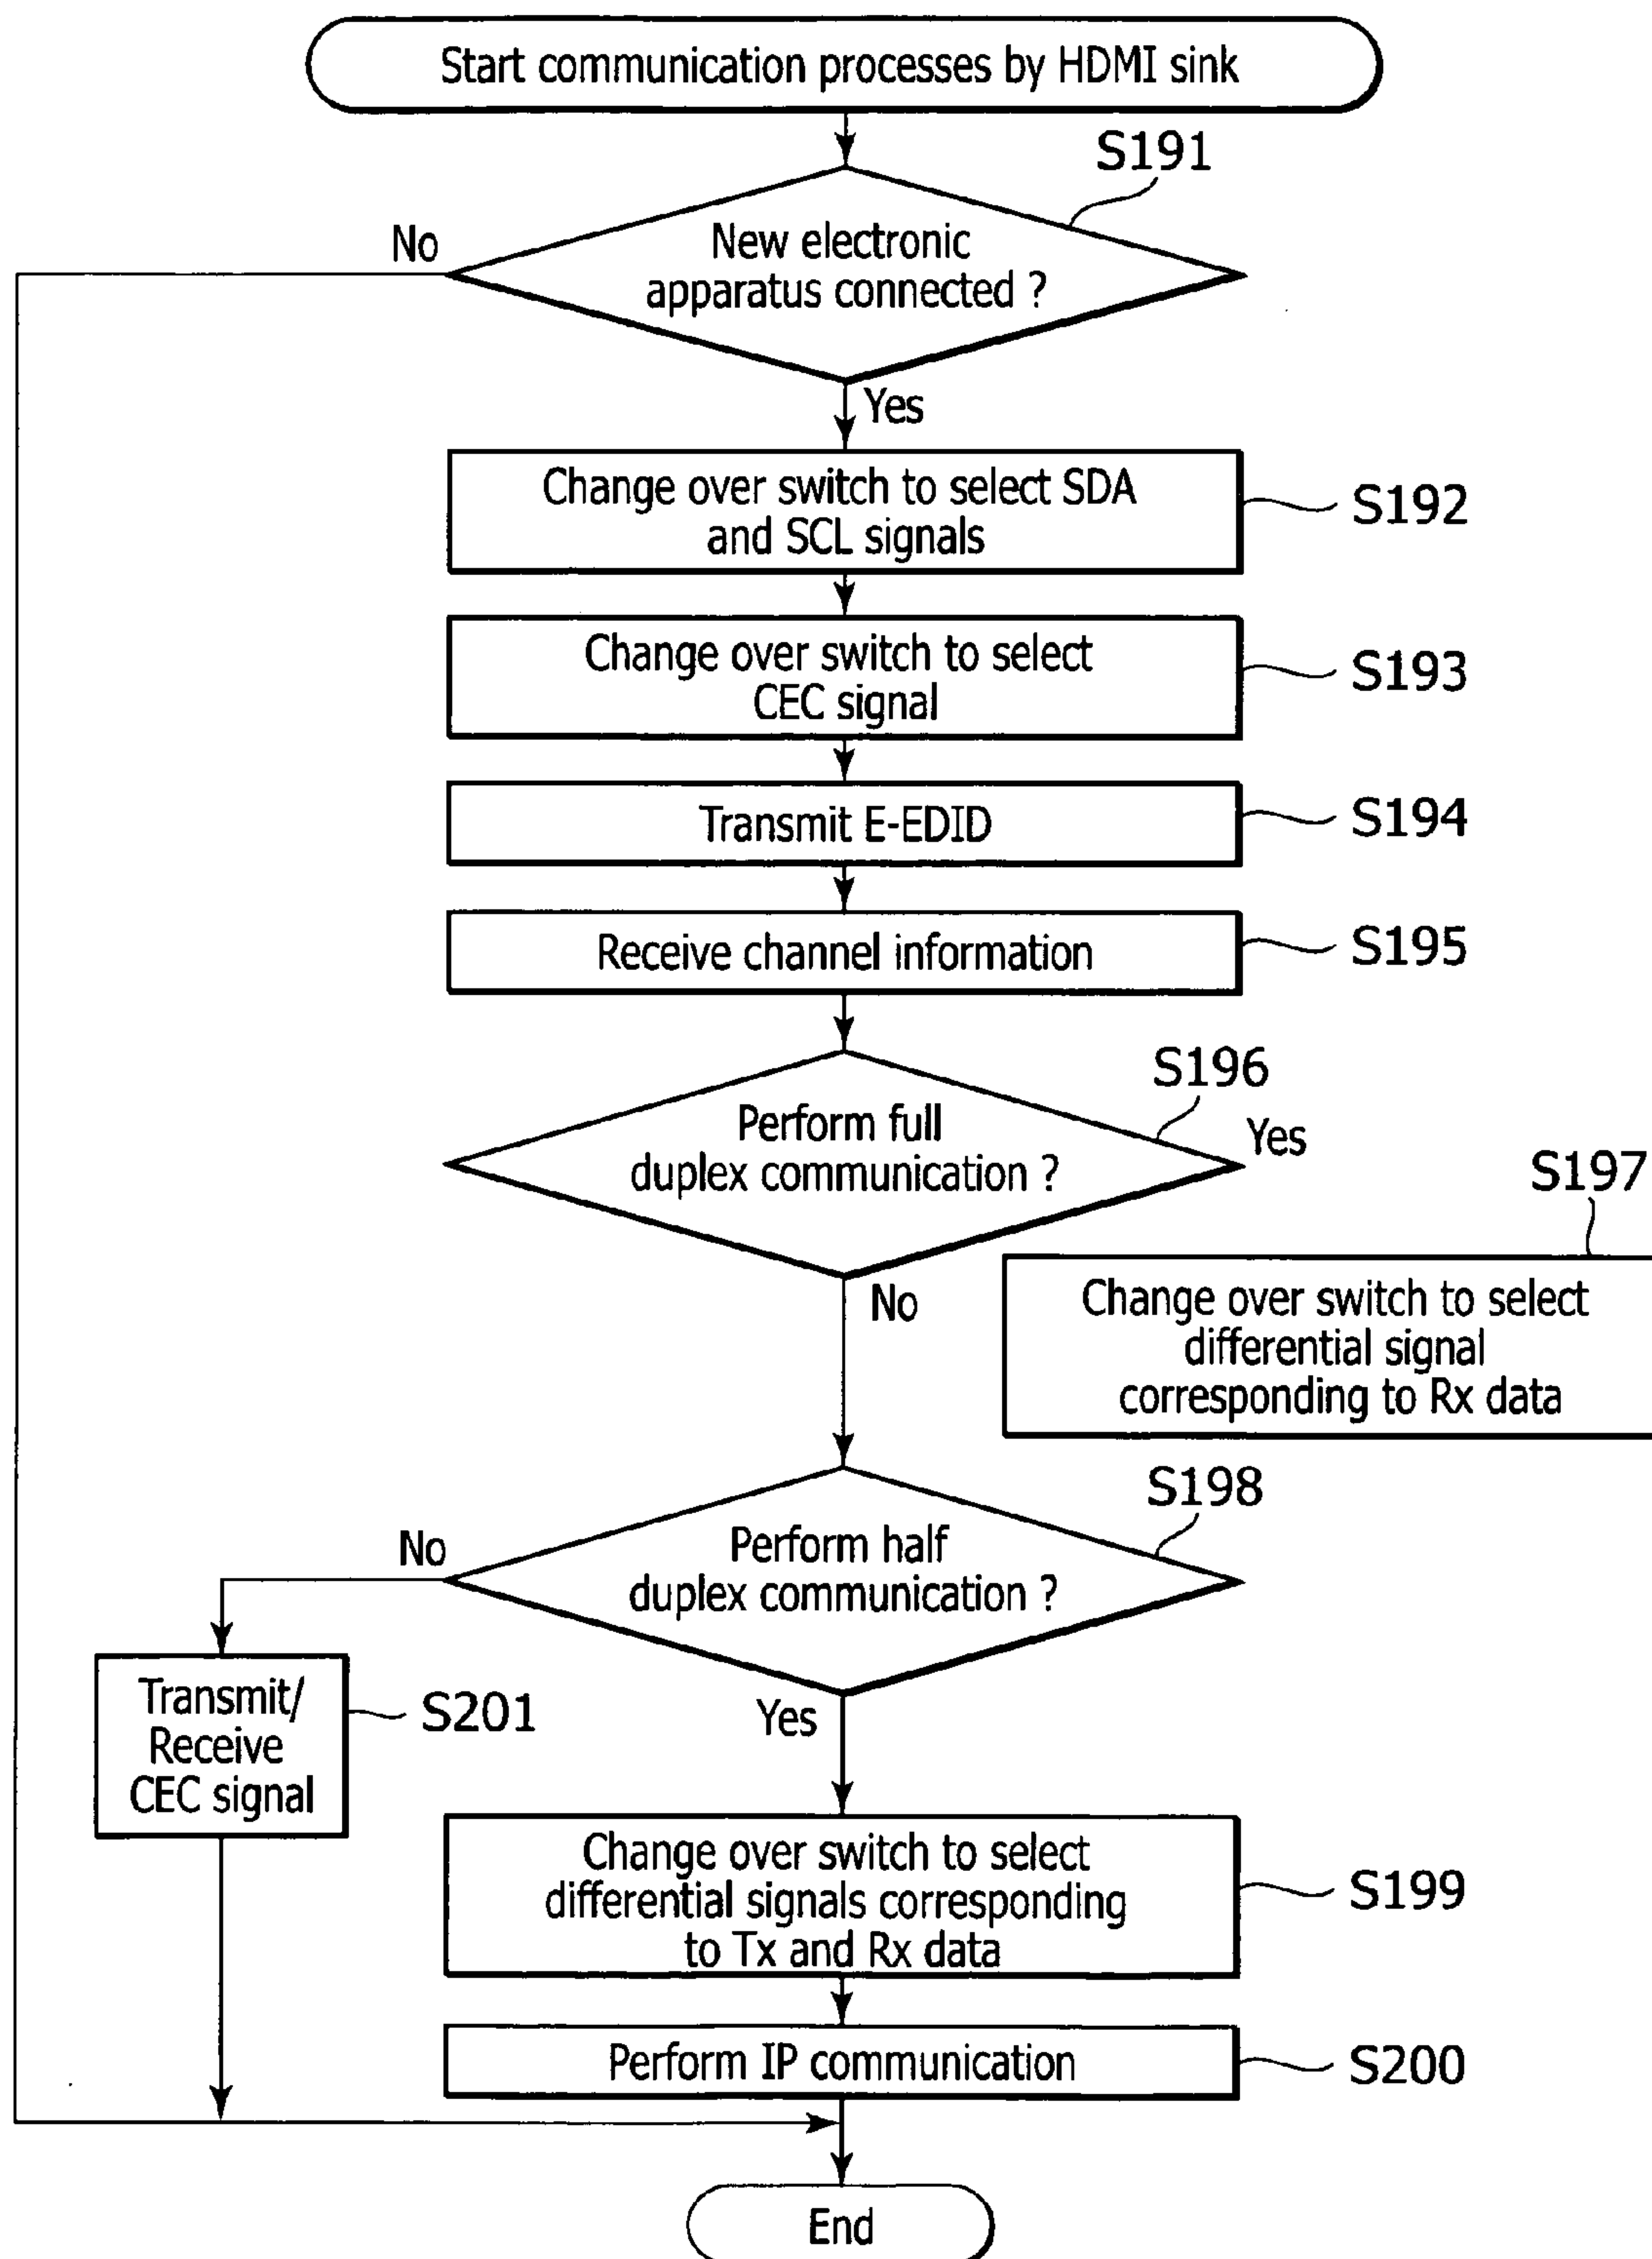 Start communication processes by HDMI sink
S191
No
New electronic
apparatus connected ?
Yes
Change over switch to select SDA
and SCL signals
S192
Change over switch to select
CEC signal
S193
Transmit E-EDID
S194
Receive channel information
S195
S196
Perform full
duplex communication ?
Yes
S197
No
Change over switch to select
differential signal
corresponding to Rx data
S198
No
Perform half
duplex communication ?
Transmit/
Receive
CEC signal
S201
Yes
Change over switch to select
differential signals corresponding
to Tx and Rx data
S199
Perform IP communication
S200
End